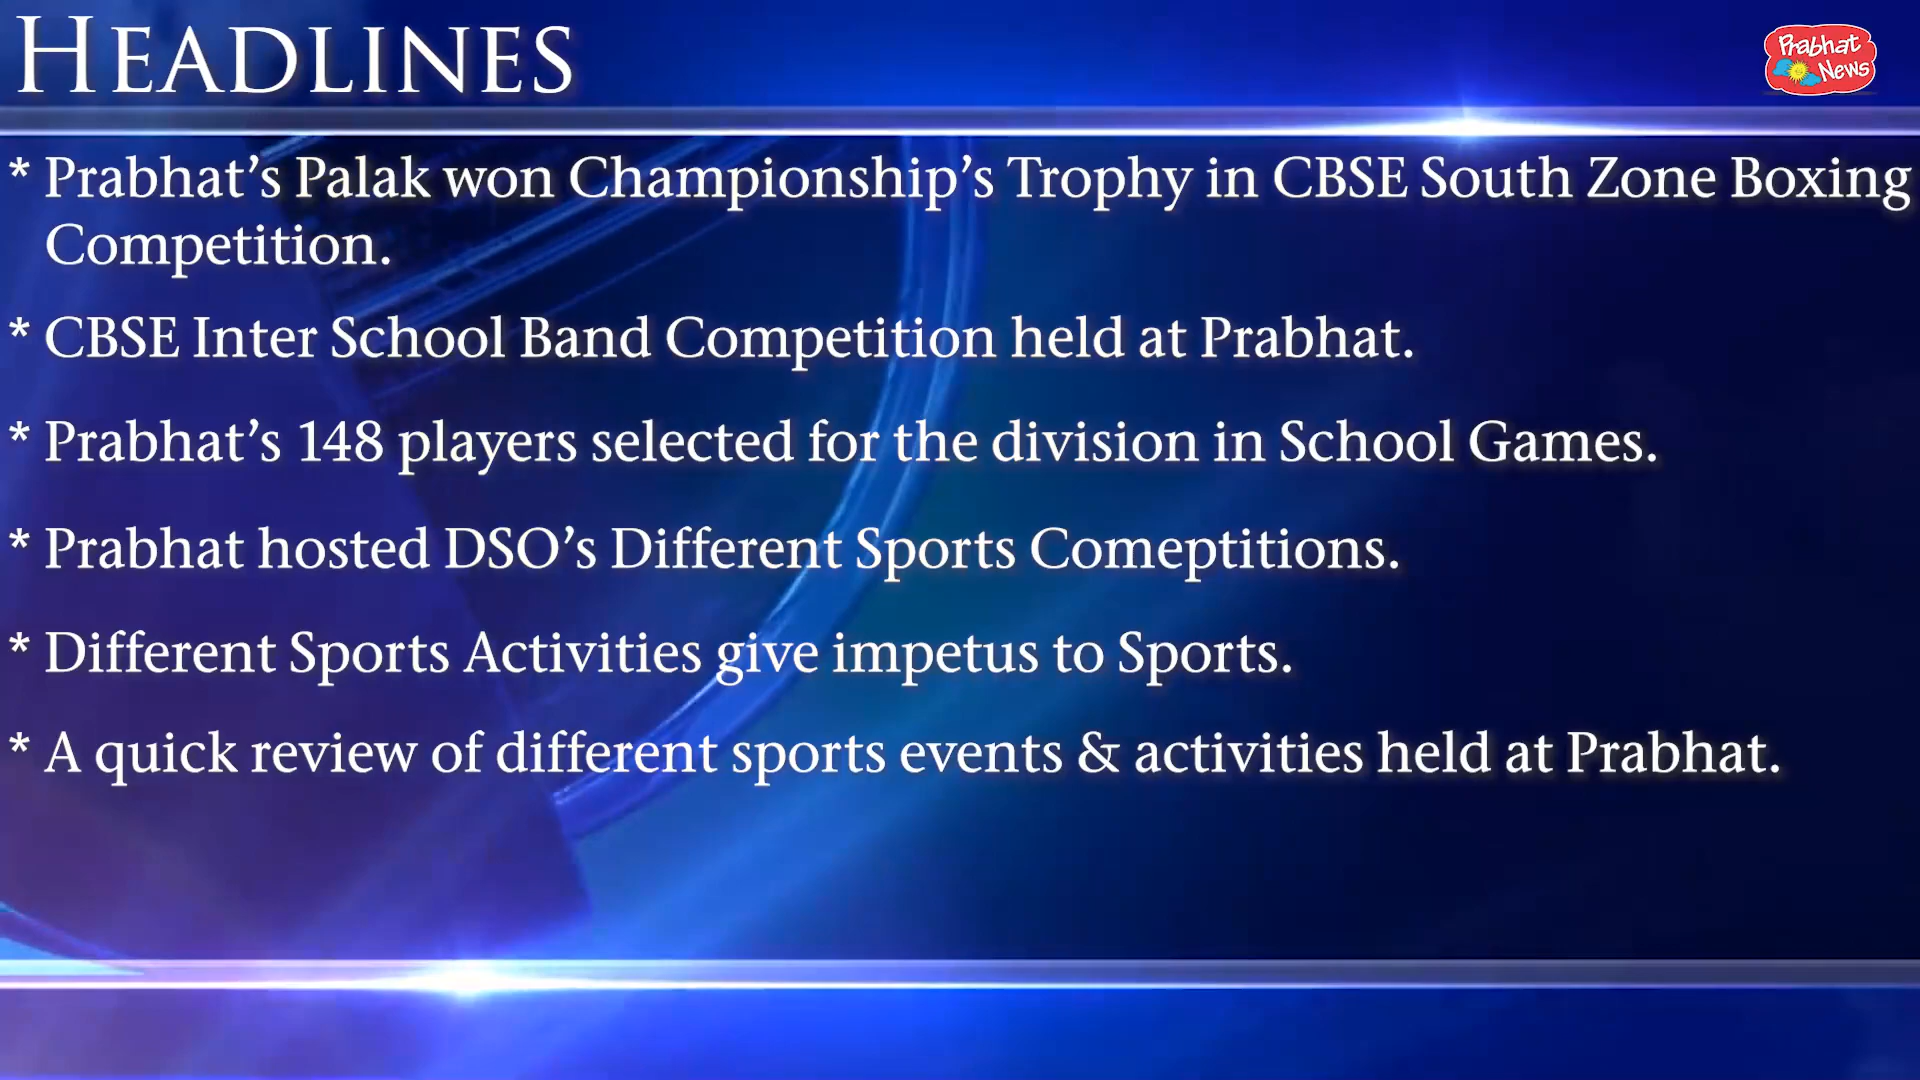 HEADLINES
Prabhat
News
* Prabhat’s Palak won Championship’s Trophy in CBSE South Zone Boxing
Competition.
* CBSE Inter School Band Competition held at Prabhat.
* Prabhat’s 148 players selected for the division in School Games.
* Prabhat hosted DSO’s Different Sports Comeptitions.
* Different Sports Activities give impetus to Sports.
* A quick review of different sports events & activities held at Prabhat.